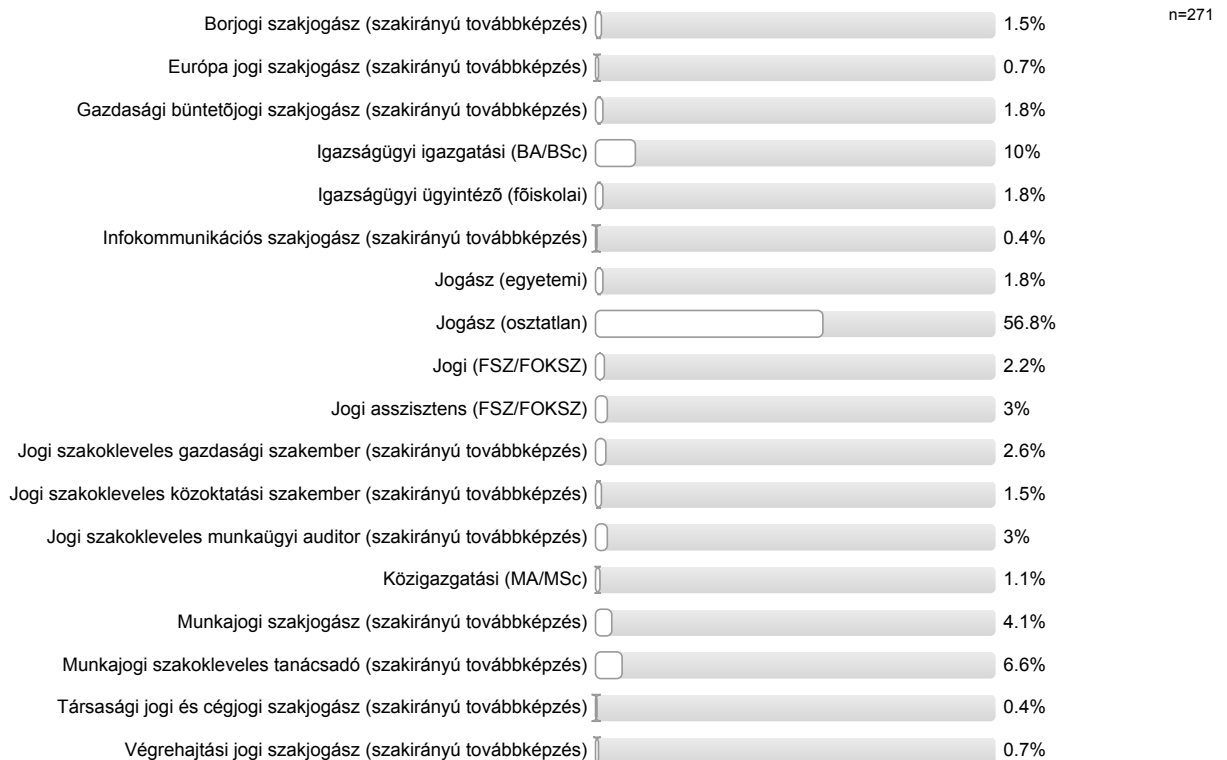 Borjogi szakjogász (szakirányú továbbképzés) 1.5% n=271
Európa jogi szakjogász (szakirányú továbbképzés) 0.7%
Gazdasági büntetõjogi szakjogász (szakirányú továbbképzés) 1.8%
Igazságügyi igazgatási (BA/BSc) 10%
Igazságügyi ügyintézõ (fõiskolai) 1.8%
Infokommunikációs szakjogász (szakirányú továbbképzés) 0.4%
Jogász (egyetemi) 1.8%
Jogász (osztatlan) 56.8%
Jogi (FSZ/FOKSZ) 2.2%
Jogi asszisztens (FSZ/FOKSZ) 3%
Jogi szakokleveles gazdasági szakember (szakirányú továbbképzés) 2.6%
Jogi szakokleveles közoktatási szakember (szakirányú továbbképzés) 1.5%
Jogi szakokleveles munkaügyi auditor (szakirányú továbbképzés) 3%
Közigazgatási (MA/MSc) 1.1%
Munkajogi szakjogász (szakirányú továbbképzés) 4.1%
Munkajogi szakokleveles tanácsadó (szakirányú továbbképzés) 6.6%
Társasági jogi és cégjogi szakjogász (szakirányú továbbképzés) 0.4%
Végrehajtási jogi szakjogász (szakirányú továbbképzés) 0.7%